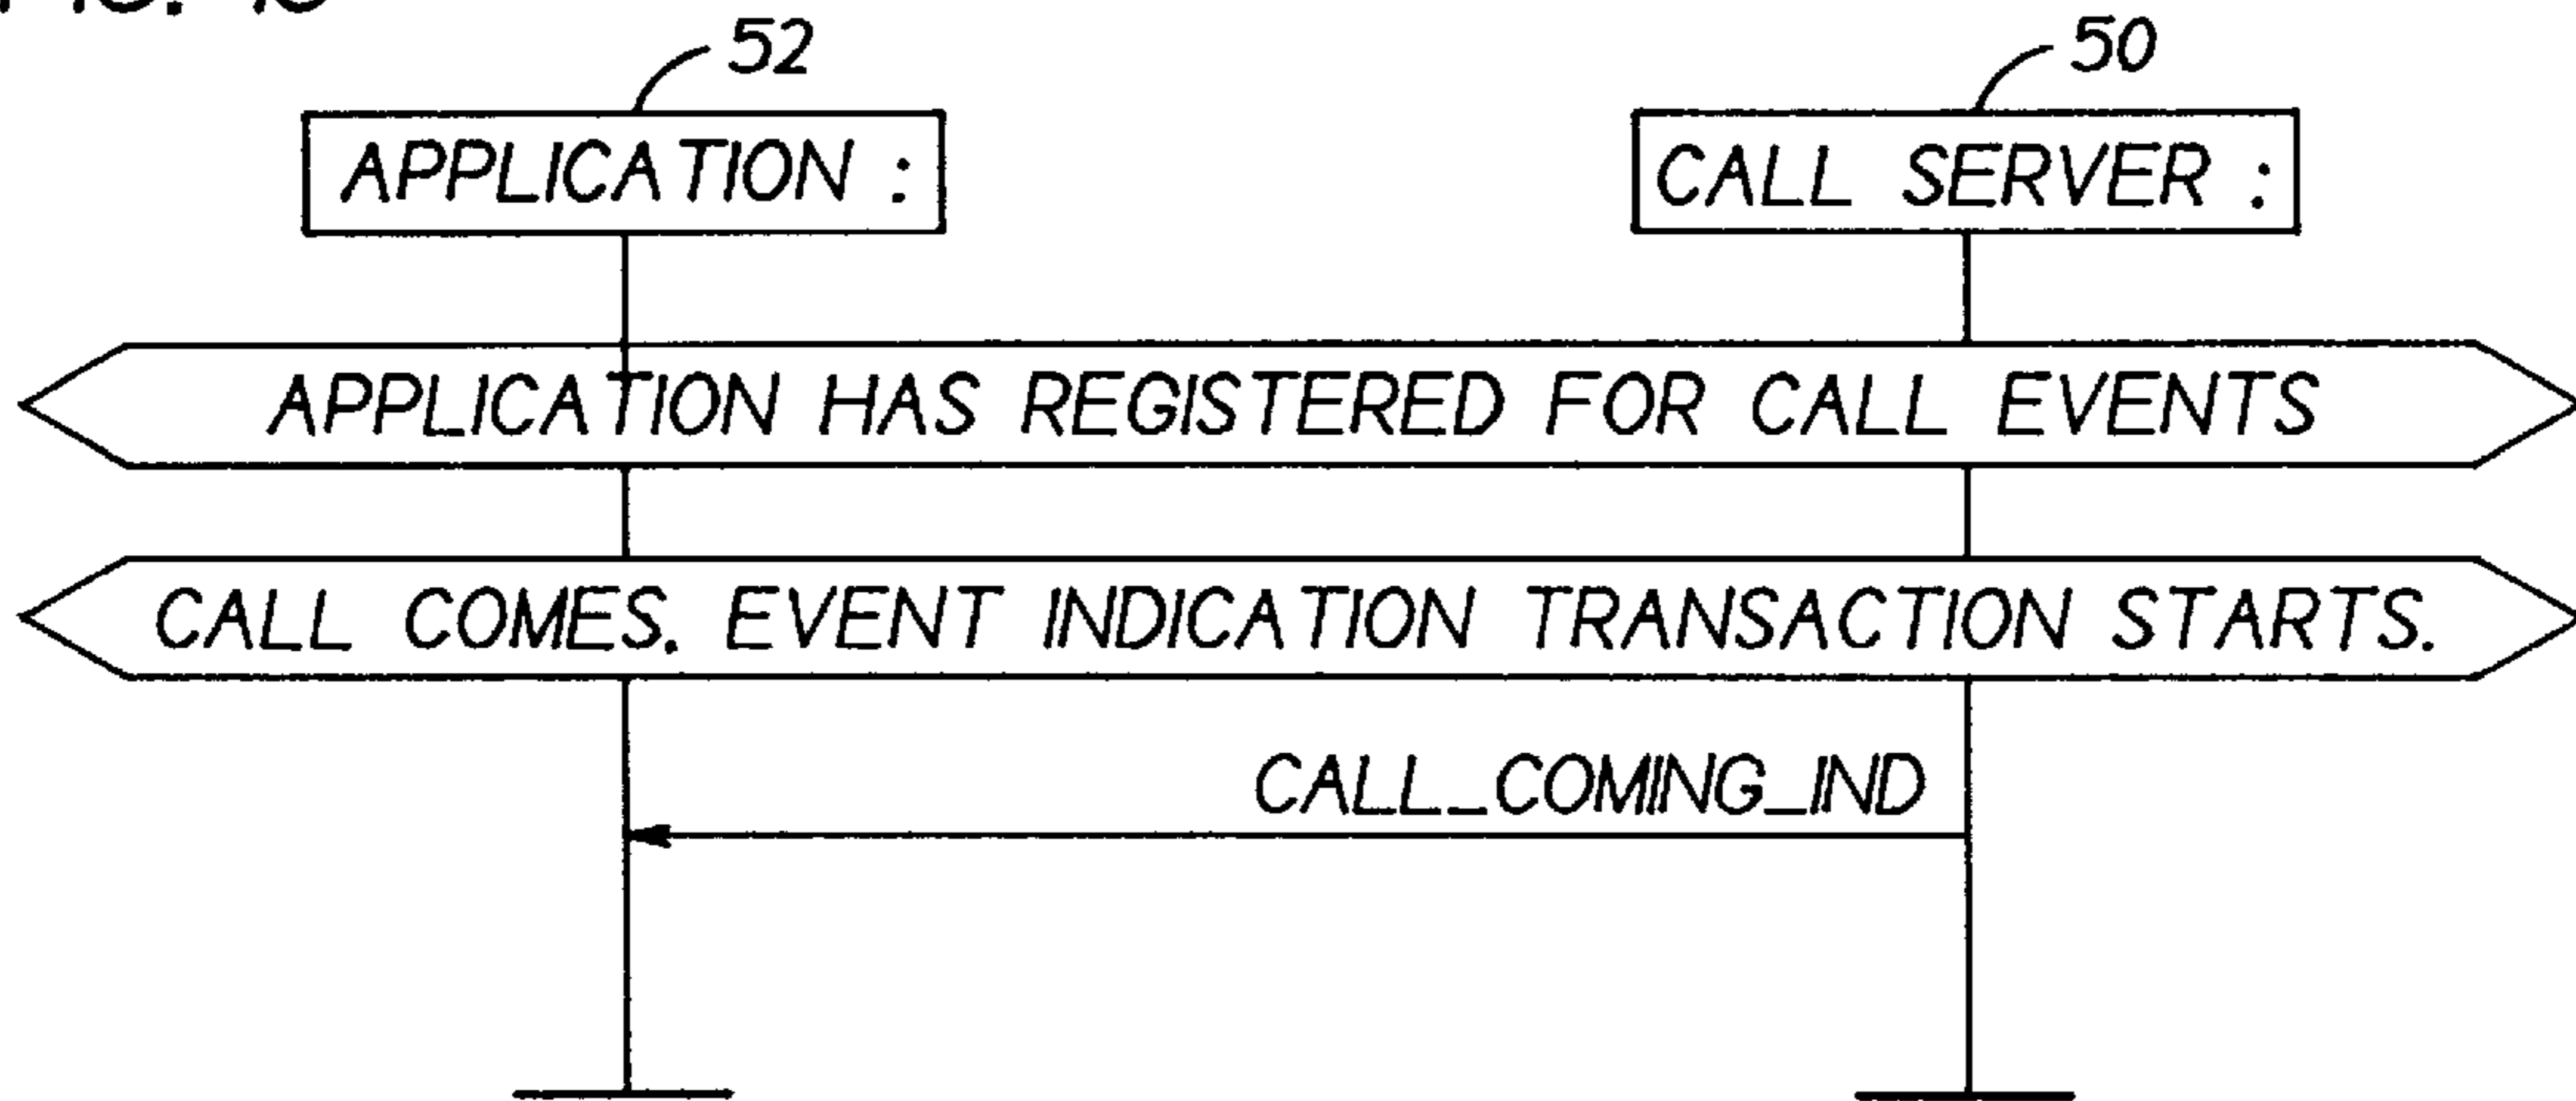 52
50
APPLICATION :
CALL SERVER :
APPLICATION HAS REGISTERED FOR CALL EVENTS
CALL COMES. EVENT INDICATION TRANSACTION STARTS.
CALL_COMING_IND